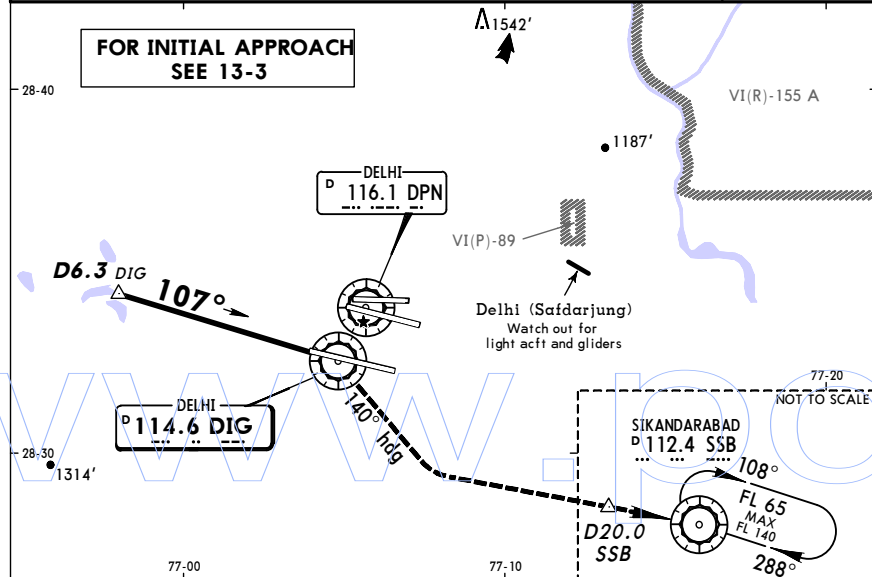 1542'
FOR INITIAL APPROACH
SEE 13-3
28-40
VI(R)-155 A
1187'
DELHI
D 116.1 DPN
VI(P)-89
D6.3 DIG
107°
Delhi (Safdarjung)
Watch out for
light acft and gliders
77-20
NOT TO SCALE
DELHI
D 114.6 DIG
140° hdg
SIKANDARABAD
D 112.4 SSB
28-30
1314'
108°
FL 65
MAX
FL 140
D20.0
SSB
288°
77-00
77-10
www.po